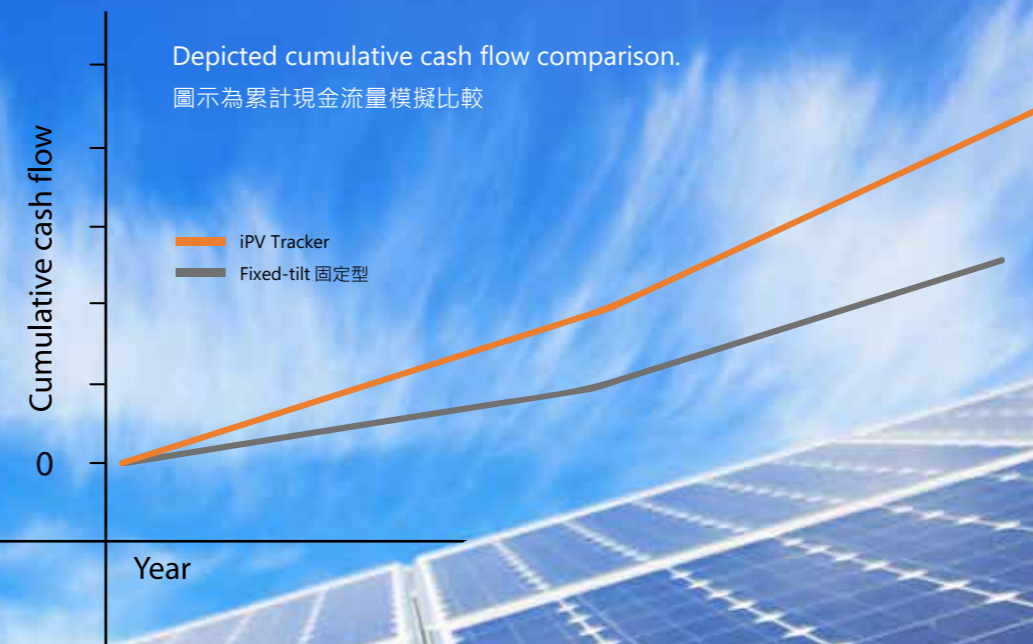 Depicted cumulative cash flow comparison.
圖示為累計現金流量模擬比較
Cumulative cash flow
iPV Tracker
Fixed-tilt 固定型
0
Year